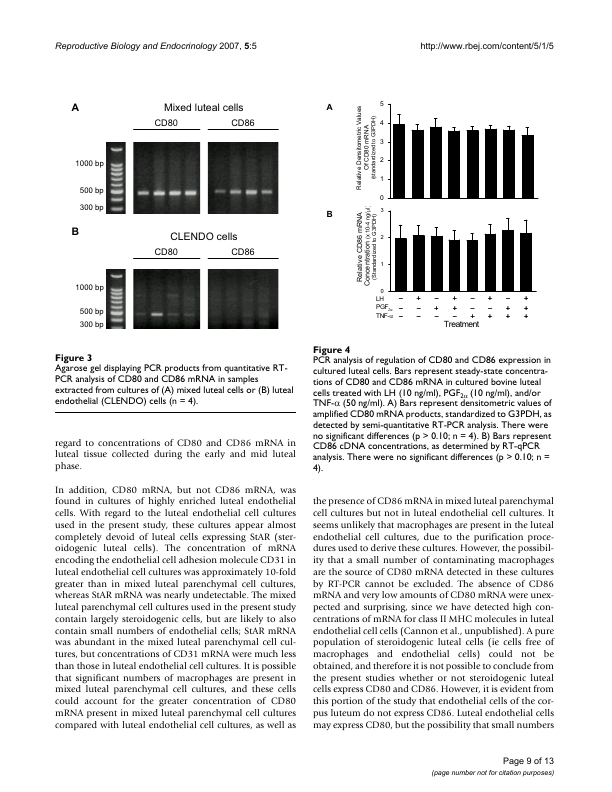 Reproductive Biology and Endocrinology 2007, 5:5
http://www.rbej.com/content/5/1/5
A
Mixed luteal cells
CD80 CD86
1000 bp
500 bp
300 bp
B
CLENDO cells
CD80 CD86
1000 bp
500 bp
300 bp
Figure 3
Agarose gel displaying PCR products from quantitative RT-
PCR analysis of CD80 and CD86 mRNA in samples
extracted from cultures of (A) mixed luteal cells or (B) luteal
endothelial (CLENDO) cells (n = 4).
regard to concentrations of CD80 and CD86 mRNA in
luteal tissue collected during the early and mid luteal
phase.
In addition, CD80 mRNA, but not CD86 mRNA, was
found in cultures of highly enriched luteal endothelial
cells. With regard to the luteal endothelial cell cultures
used in the present study, these cultures appear almost
completely devoid of luteal cells expressing StAR (ster-
oidogenic luteal cells). The concentration of mRNA
encoding the endothelial cell adhesion molecule CD31 in
luteal endothelial cell cultures was approximately 10-fold
greater than in mixed luteal parenchymal cell cultures,
whereas StAR mRNA was nearly undetectable. The mixed
luteal parenchymal cell cultures used in the present study
contain largely steroidogenic cells, but are likely to also
contain small numbers of endothelial cells; StAR mRNA
was abundant in the mixed luteal parenchymal cell cul-
tures, but concentrations of CD31 mRNA were much less
than those in luteal endothelial cell cultures. It is possible
that significant numbers of macrophages are present in
mixed luteal parenchymal cell cultures, and these cells
could account for the greater concentration of CD80
mRNA present in mixed luteal parenchymal cell cultures
compared with luteal endothelial cell cultures, as well as
A
Relative Densitometric Values
Of CD80 mRNA
(standardized to G3PDH)
5
4
3
2
1
0
B
Relative CD86 mRNA
Concentration (x 10-4 ng/µl)
(Standardized to G3PDH)
3
2
1
0
LH – + – + – + – +
PGF2α – – + + – – + +
TNF-α – – – – + + + +
Treatment
Figure 4
PCR analysis of regulation of CD80 and CD86 expression in
cultured luteal cells. Bars represent steady-state concentra-
tions of CD80 and CD86 mRNA in cultured bovine luteal
cells treated with LH (10 ng/ml), PGF2α (10 ng/ml), and/or
TNF-α (50 ng/ml). A) Bars represent densitometric values of
amplified CD80 mRNA products, standardized to G3PDH, as
detected by semi-quantitative RT-PCR analysis. There were
no significant differences (p > 0.10; n = 4). B) Bars represent
CD86 cDNA concentrations, as determined by RT-qPCR
analysis. There were no significant differences (p > 0.10; n =
4).
the presence of CD86 mRNA in mixed luteal parenchymal
cell cultures but not in luteal endothelial cell cultures. It
seems unlikely that macrophages are present in the luteal
endothelial cell cultures, due to the purification proce-
dures used to derive these cultures. However, the possibil-
ity that a small number of contaminating macrophages
are the source of CD80 mRNA detected in these cultures
by RT-PCR cannot be excluded. The absence of CD86
mRNA and very low amounts of CD80 mRNA were unex-
pected and surprising, since we have detected high con-
centrations of mRNA for class II MHC molecules in luteal
endothelial cell cells (Cannon et al., unpublished). A pure
population of steroidogenic luteal cells (ie cells free of
macrophages and endothelial cells) could not be
obtained, and therefore it is not possible to conclude from
the present studies whether or not steroidogenic luteal
cells express CD80 and CD86. However, it is evident from
this portion of the study that endothelial cells of the cor-
pus luteum do not express CD86. Luteal endothelial cells
may express CD80, but the possibility that small numbers
Page 9 of 13
(page number not for citation purposes)